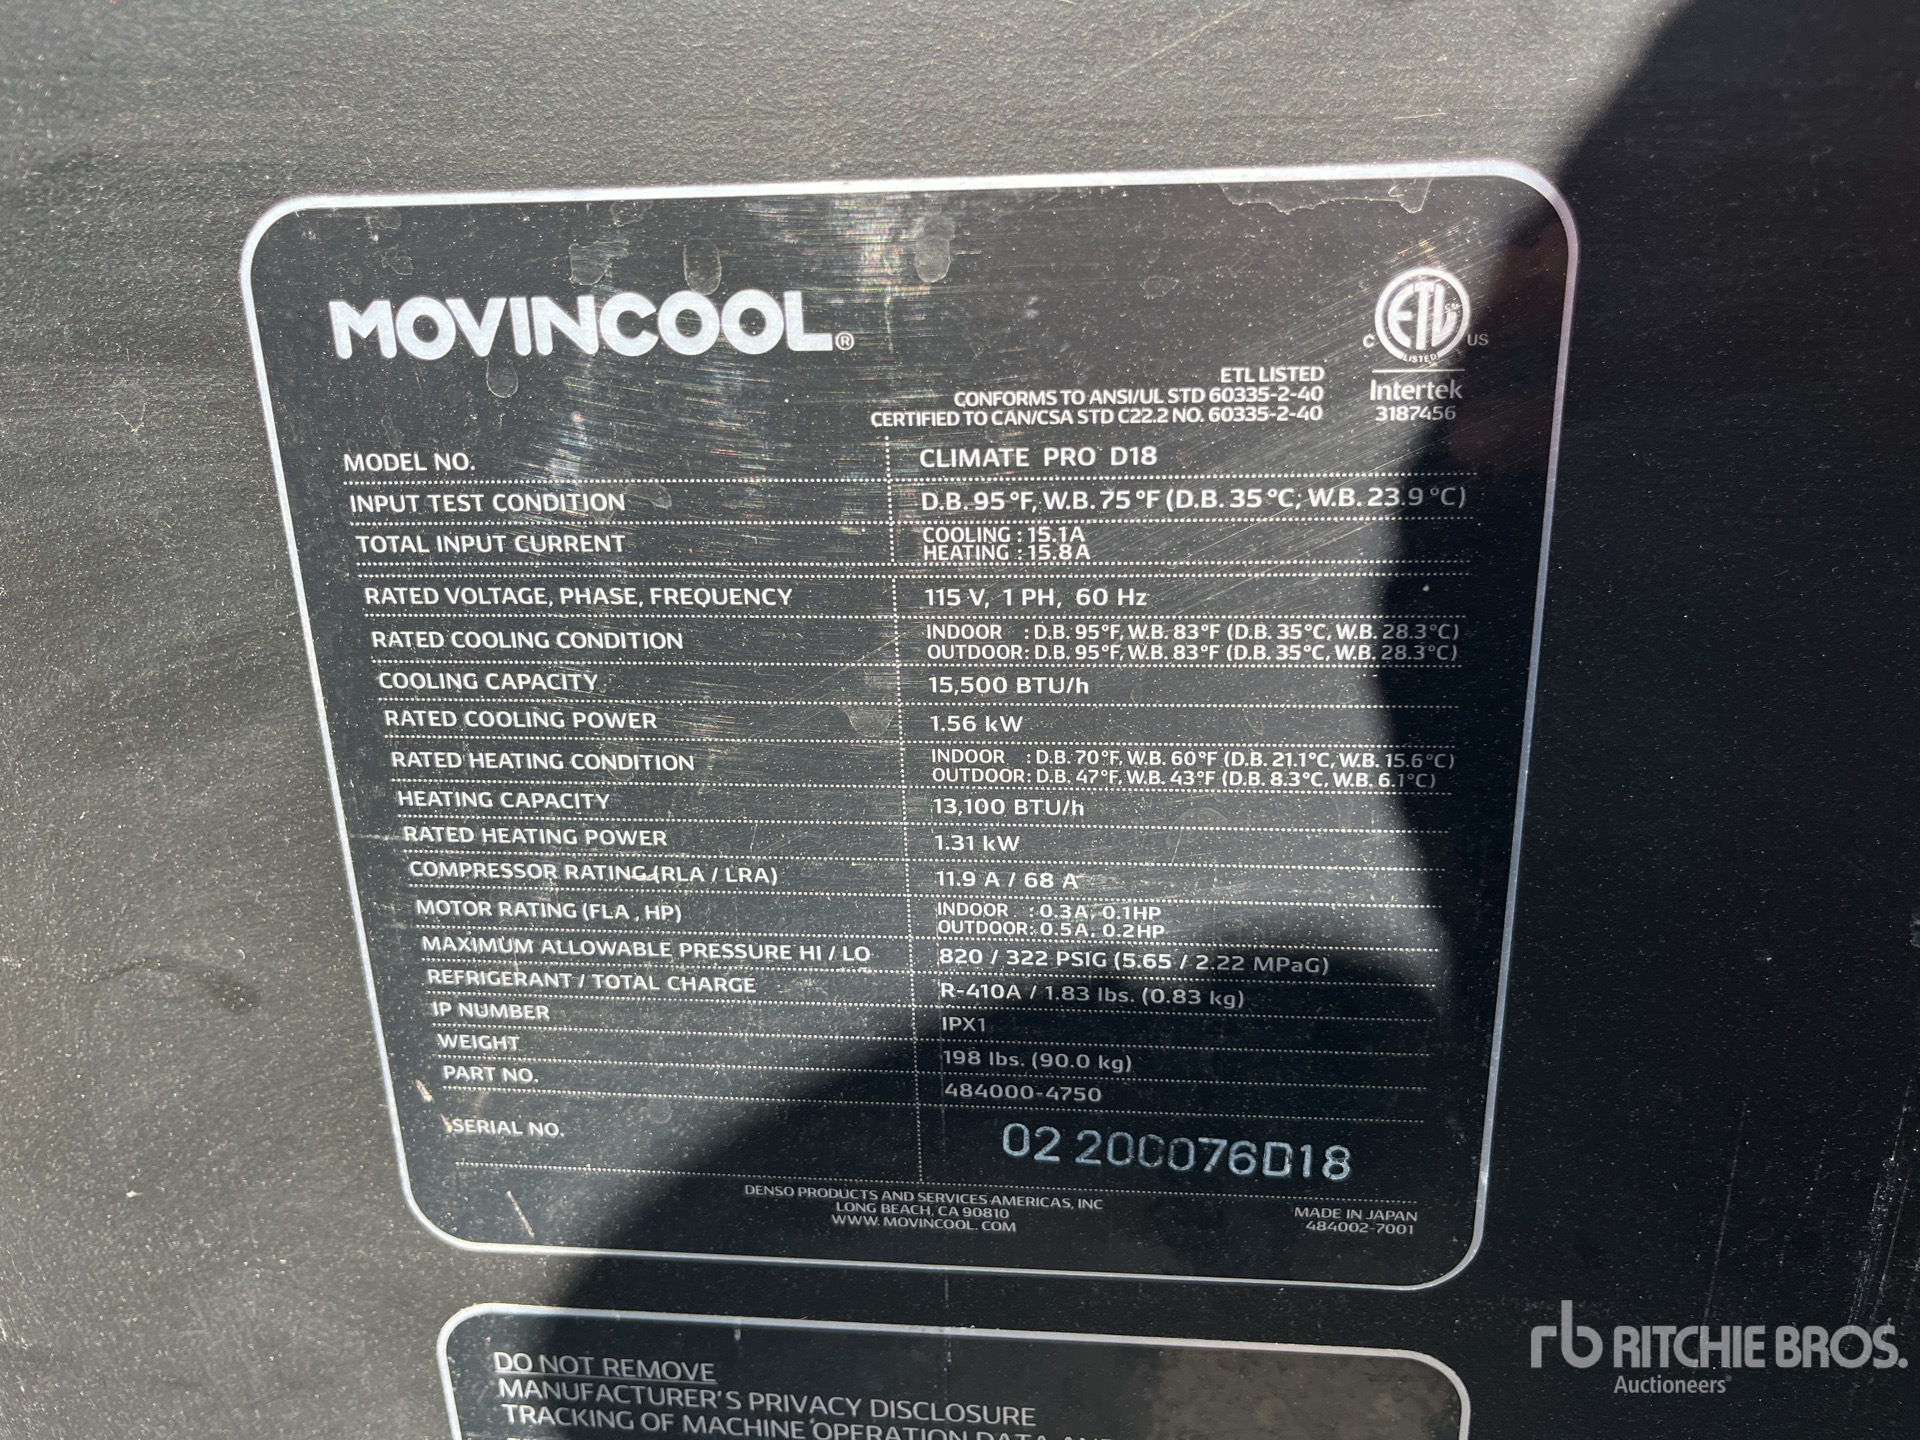 MOVINCOOL®
ETL LISTED
CONFORMS TO ANSI/UL STD 60335-2-40
CERTIFIED TO CAN/CSA STD C22.2 NO. 60335-2-40
ETL CM
LISTED
C US
Intertek
3187456
MODEL NO. CLIMATE PRO D18
INPUT TEST CONDITION D.B. 95°F, W.B. 75°F (D.B. 35°C; W.B. 23.9°C)
TOTAL INPUT CURRENT COOLING : 15.1A
HEATING : 15.8A
RATED VOLTAGE, PHASE, FREQUENCY 115 V, 1 PH, 60 Hz
RATED COOLING CONDITION INDOOR : D.B. 95°F, W.B. 83°F (D.B. 35°C, W.B. 28.3°C)
OUTDOOR: D.B. 95°F, W.B. 83°F (D.B. 35°C, W.B. 28.3°C)
COOLING CAPACITY 15,500 BTU/h
RATED COOLING POWER 1.56 kW
RATED HEATING CONDITION INDOOR : D.B. 70°F, W.B. 60°F (D.B. 21.1°C, W.B. 15.6°C)
OUTDOOR: D.B. 47°F, W.B. 43°F (D.B. 8.3°C, W.B. 6.1°C)
HEATING CAPACITY 13,100 BTU/h
RATED HEATING POWER 1.31 kW
COMPRESSOR RATING (RLA / LRA) 11.9 A / 68 A
MOTOR RATING (FLA , HP) INDOOR : 0.3A, 0.1HP
OUTDOOR: 0.5A, 0.2HP
MAXIMUM ALLOWABLE PRESSURE HI / LO 820 / 322 PSIG (5.65 / 2.22 MPaG)
REFRIGERANT / TOTAL CHARGE R-410A / 1.83 lbs. (0.83 kg)
IP NUMBER IPX1
WEIGHT 198 lbs. (90.0 kg)
PART NO. 484000-4750
SERIAL NO. 02 200076D18
DENSO PRODUCTS AND SERVICES AMERICAS, INC
LONG BEACH, CA 90810
WWW. MOVINCOOL. COM
MADE IN JAPAN
484002-7001
DO NOT REMOVE
MANUFACTURER'S PRIVACY DISCLOSURE
TRACKING OF MACHINE OPERATION DATA AND
rb RITCHIE BROS.
Auctioneers®